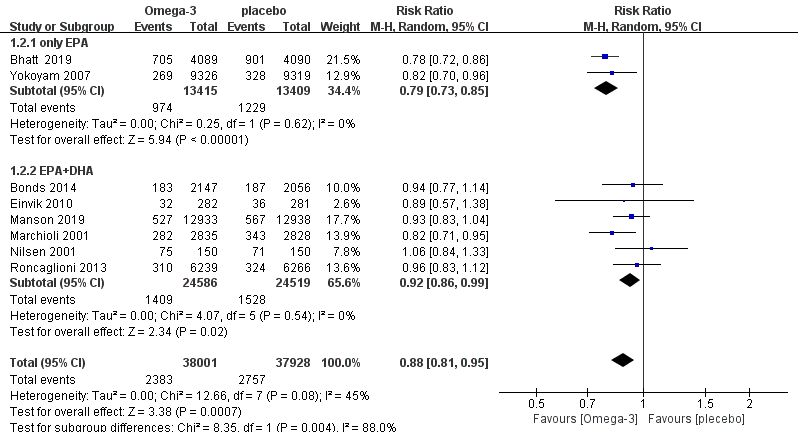 Omega-3 placebo Risk Ratio Risk Ratio
Study or Subgroup Events Total Events Total Weight M-H, Random, 95% CI M-H, Random, 95% CI
1.2.1 only EPA
Bhatt 2019 705 4089 901 4090 21.5% 0.78 [0.72, 0.86]
Yokoyam 2007 269 9326 328 9319 12.9% 0.82 [0.70, 0.96]
Subtotal (95% CI) 13415 13409 34.4% 0.79 [0.73, 0.85]
Total events 974 1229
Heterogeneity: Tau² = 0.00; Chi² = 0.25, df = 1 (P = 0.62); I² = 0%
Test for overall effect: Z = 5.94 (P < 0.00001)
1.2.2 EPA+DHA
Bonds 2014 183 2147 187 2056 10.0% 0.94 [0.77, 1.14]
Einvik 2010 32 282 36 281 2.2% 0.89 [0.57, 1.38]
Manson 2019 527 12933 567 12938 17.7% 0.93 [0.83, 1.04]
Marchioli 2001 282 2835 343 2828 13.9% 0.82 [0.71, 0.95]
Nilsen 2001 75 150 71 150 8.2% 1.06 [0.84, 1.33]
Roncaglioni 2013 310 6239 324 6266 13.6% 0.96 [0.83, 1.12]
Subtotal (95% CI) 24586 24519 65.6% 0.92 [0.86, 0.99]
Total events 1409 1528
Heterogeneity: Tau² = 0.00; Chi² = 4.07, df = 5 (P = 0.54); I² = 0%
Test for overall effect: Z = 2.34 (P = 0.02)
Total (95% CI) 38001 37928 100.0% 0.88 [0.81, 0.95]
Total events 2383 2757
Heterogeneity: Tau² = 0.00; Chi² = 12.66, df = 7 (P = 0.08); I² = 45%
Test for overall effect: Z = 3.38 (P = 0.0007)
Test for subgroup differences: Chi² = 8.35, df = 1 (P = 0.004), I² = 88.0%
0.5 0.7 1 1.5 2
Favours [Omega-3] Favours [plecebo]